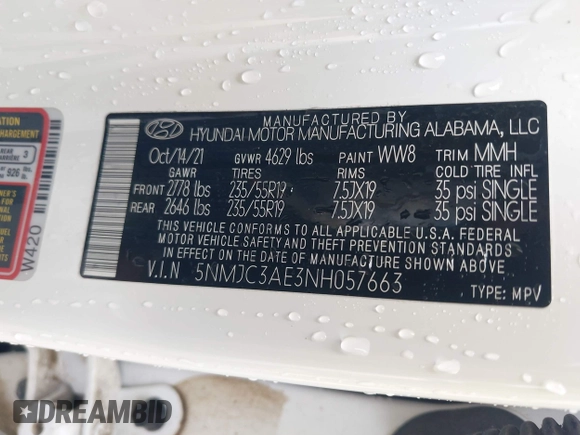 MANUFACTURED BY
HYUNDAI MOTOR MANUFACTURING ALABAMA, LLC
Oct/14/21 GVWR 4629 lbs PAINT WW8 TRIM MMH
GAWR TIRES RIMS COLD TIRE INFL
FRONT 2778 lbs 235/55R19 7.5JX19 35 psi SINGLE
REAR 2646 lbs 235/55R19 7.5JX19 35 psi SINGLE
THIS VEHICLE CONFORMS TO ALL APPLICABLE U.S.A. FEDERAL
MOTOR VEHICLE SAFETY AND THEFT PREVENTION STANDARDS
IN EFFECT ON THE DATE OF MANUFACTURE SHOWN ABOVE
V.I.N 5NMJC3AE3NH057663
TYPE: MPV
REAR
3
926
W420
DREAMBID